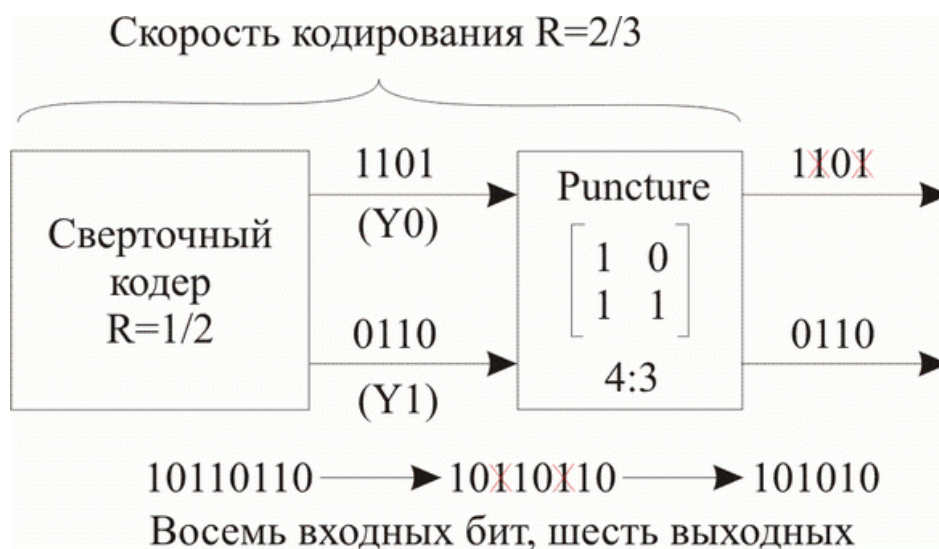 Скорость кодирования R=2/3
Сверточный
кодер
R=1/2
1101
(Y0)
0110
(Y1)
Puncture
1 0
1 1
4:3
1101
0110
10110110 → 10110110 → 101010
Восемь входных бит, шесть выходных